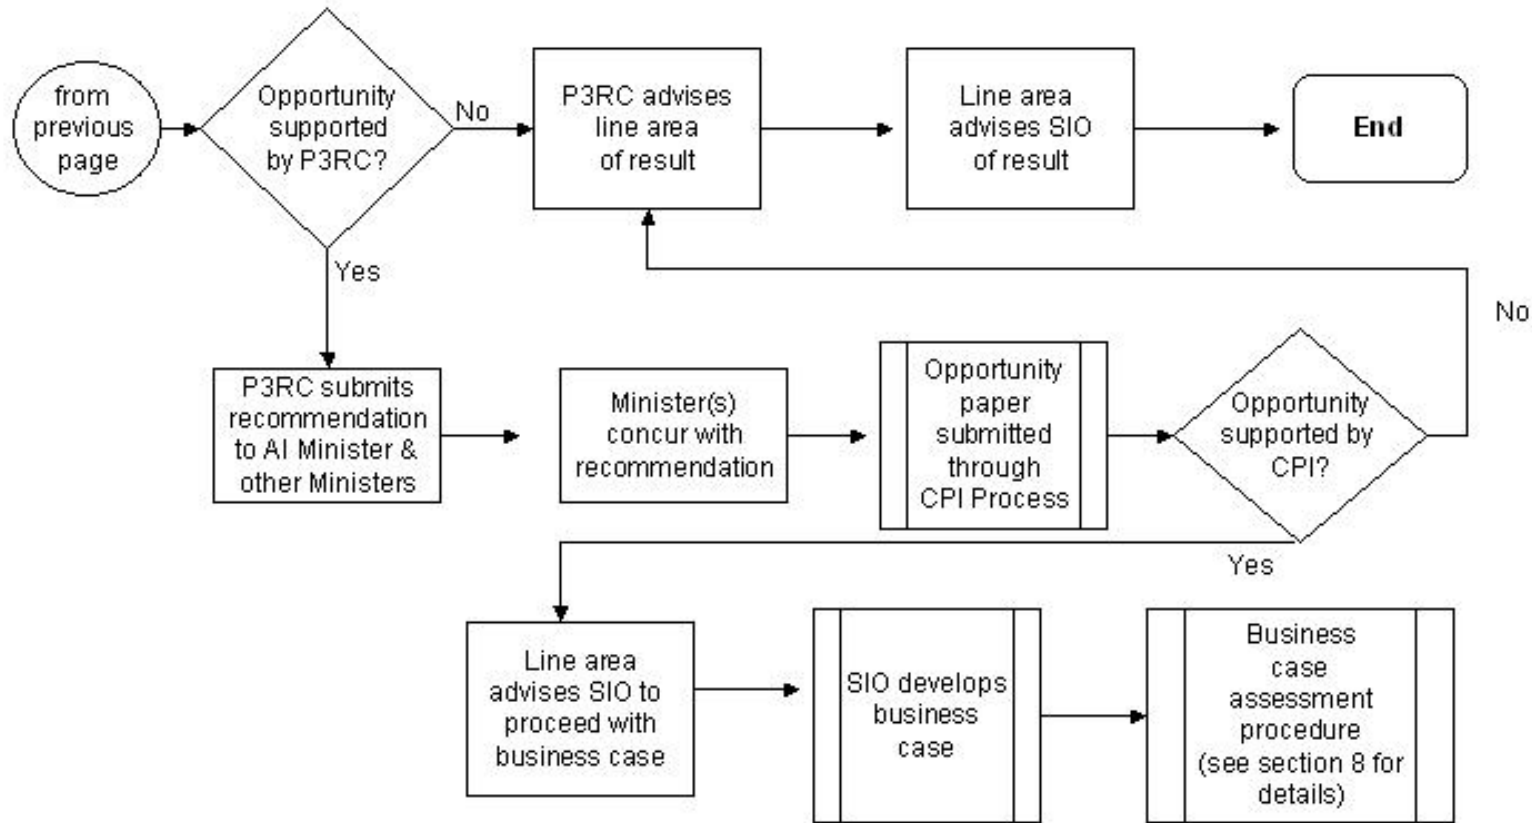 from
previous
page
Opportunity
supported
by P3RC?
No
P3RC advises
line area
of result
Line area
advises SIO
of result
End
Yes
P3RC submits
recommendation
to AI Minister &
other Ministers
Minister(s)
concur with
recommendation
Opportunity
paper
submitted
through
CPI Process
Opportunity
supported by
CPI?
No
Yes
Line area
advises SIO to
proceed with
business case
SIO develops
business
case
Business
case
assessment
procedure
(see section 8 for
details)